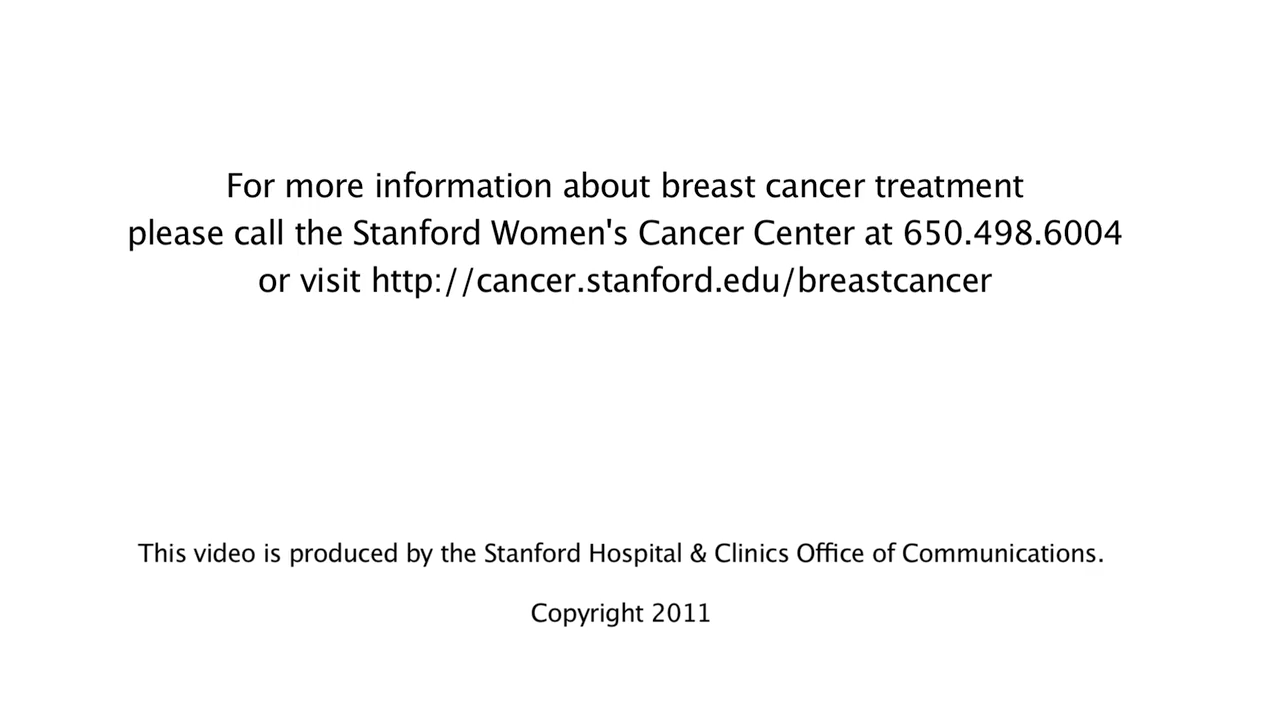 For more information about breast cancer treatment
please call the Stanford Women's Cancer Center at 650.498.6004
or visit http://cancer.stanford.edu/breastcancer
This video is produced by the Stanford Hospital & Clinics Office of Communications.
Copyright 2011